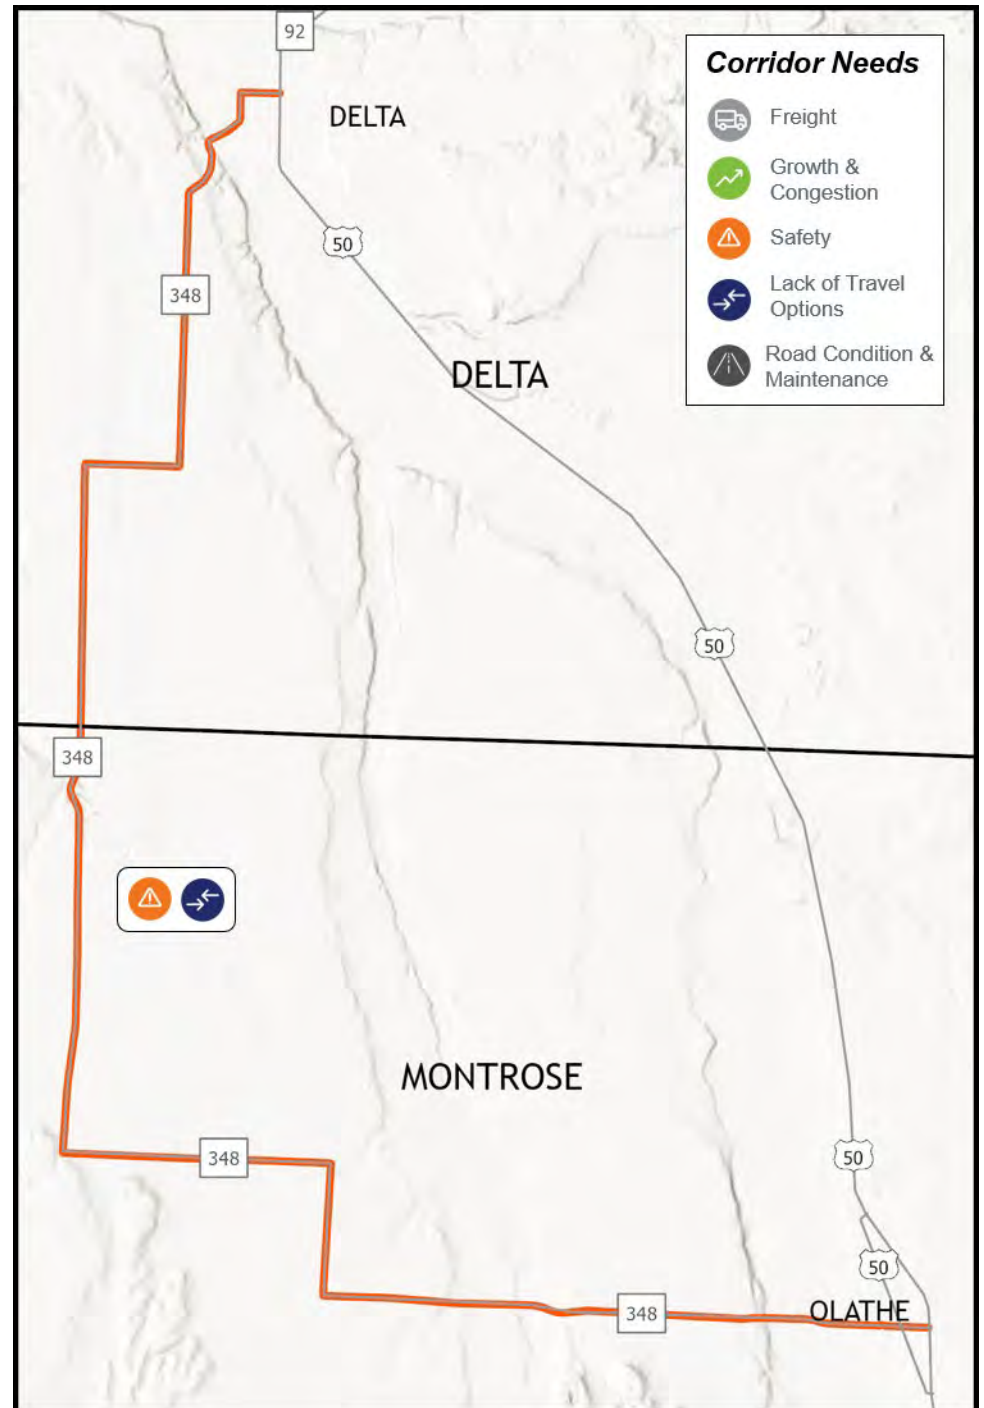 92
Corridor Needs
Freight
DELTA
Growth &
Congestion
Safety
50
Lack of Travel
Options
348
Road Condition &
Maintenance
DELTA
50
348
MONTROSE
348
50
50
348
OLATHE